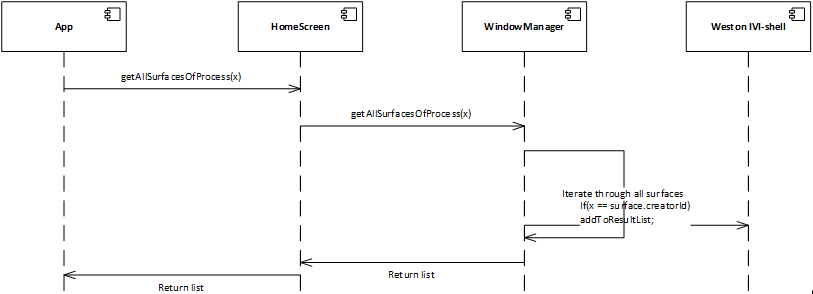 App
HomeScreen
WindowManager
Weston IVI-shell
getAllSurfacesOfProcess(x)
getAllSurfacesOfProcess(x)
Iterate through all surfaces
If(x == surface.creatorId)
addToResultList;
Return list
Return list